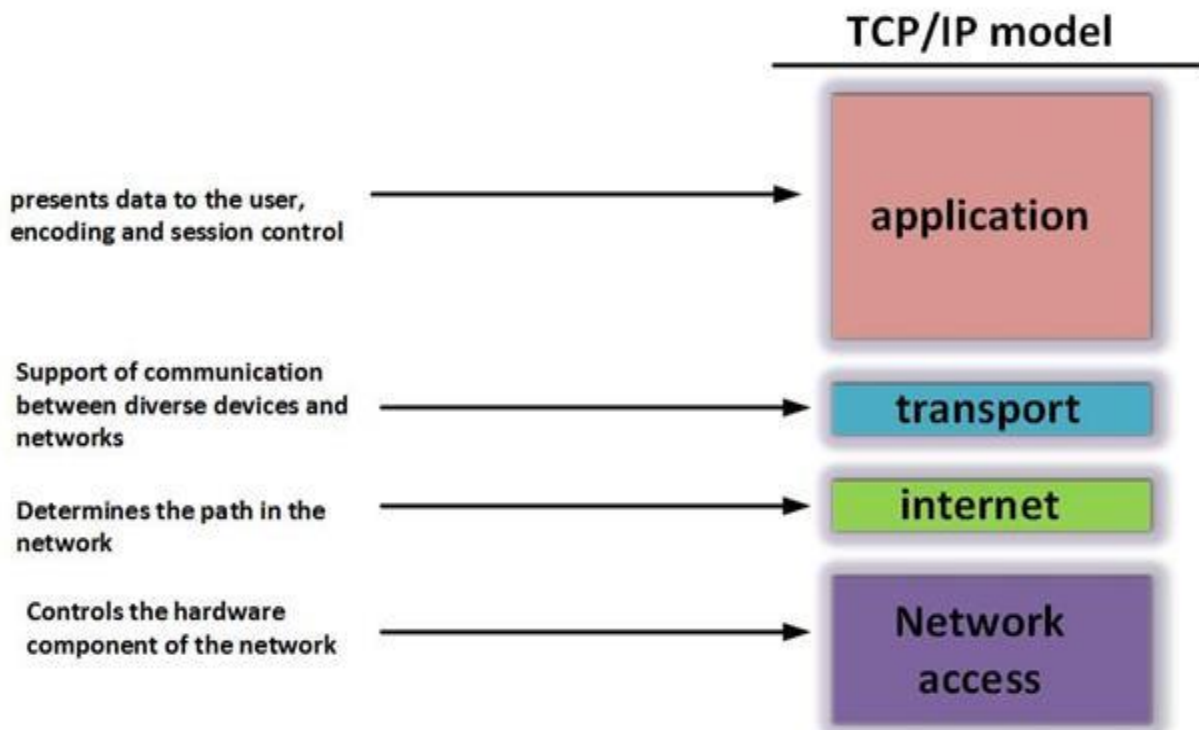 TCP/IP model
presents data to the user,
encoding and session control
application
Support of communication
between diverse devices and
networks
transport
Determines the path in the
network
internet
Controls the hardware
component of the network
Network
access